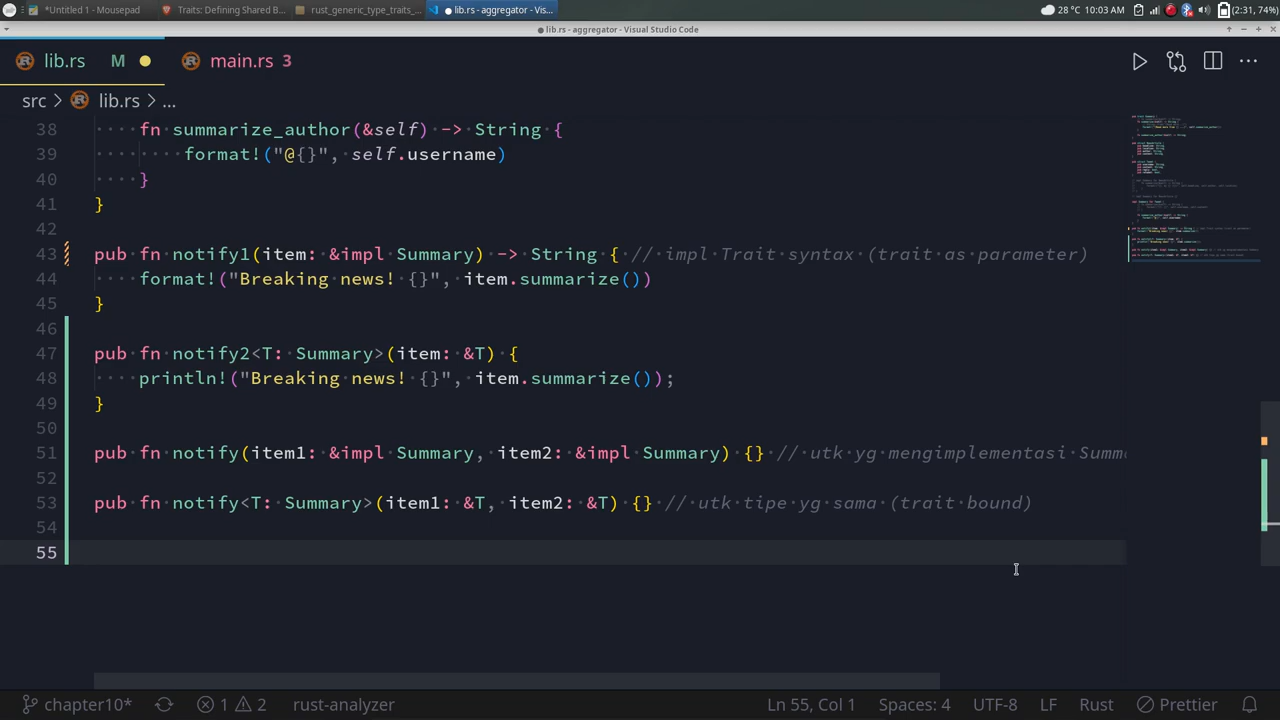 *Untitled 1 - Mousepad
Traits: Defining Shared B...
rust_generic_type_traits_...
● lib.rs - aggregator - Vis...
28 °C 10:03 AM (2:31, 74%)
● lib.rs - aggregator - Visual Studio Code
lib.rs M ● main.rs 3
src > lib.rs > ...
38 fn summarize_author(&self) -> String {
39 format!("@{}", self.username)
40 }
41 }
42
43 pub fn notify1(item: &impl Summary) -> String { // impl Trait syntax (trait as parameter)
44 format!("Breaking news! {}", item.summarize())
45 }
46
47 pub fn notify2<T: Summary>(item: &T) {
48 println!("Breaking news! {}", item.summarize());
49 }
50
51 pub fn notify(item1: &impl Summary, item2: &impl Summary) {} // utk yg mengimplementasi Summ
52
53 pub fn notify<T: Summary>(item1: &T, item2: &T) {} // utk tipe yg sama (trait bound)
54
55
chapter10* 1 2 rust-analyzer Ln 55, Col 1 Spaces: 4 UTF-8 LF Rust Prettier